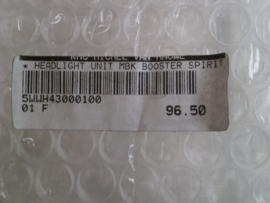 * HEADLIGHT UNIT MBK BOOSTER SPIRIT
5WWH43000100
01 F 96.50